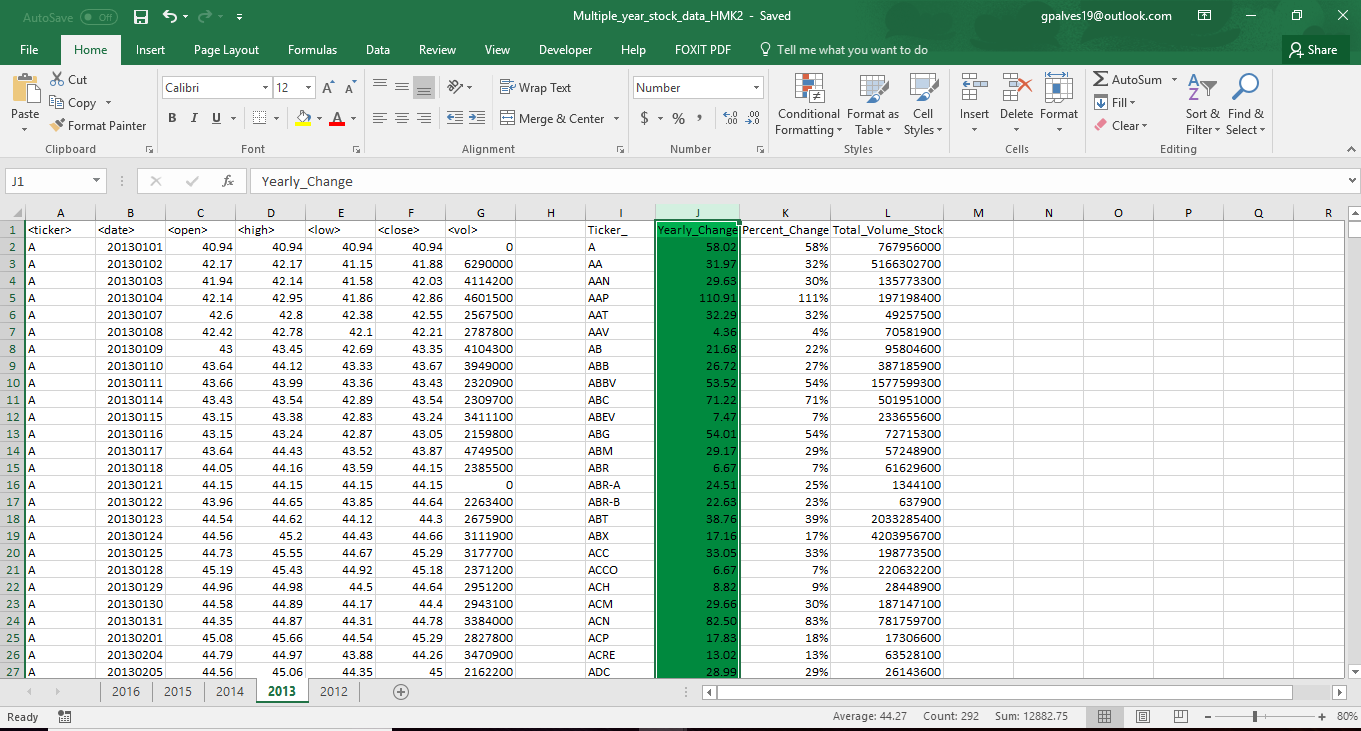 AutoSave Off Multiple_year_stock_data_HMK2 - Saved gpalves19@outlook.com
File Home Insert Page Layout Formulas Data Review View Developer Help FOXIT PDF Tell me what you want to do Share
Paste
Cut
Copy
Format Painter
Clipboard
Calibri 12 A A
B I U A
Font
Wrap Text
Merge & Center
Alignment
Number
$ % ,
Number
Conditional Formatting
Format as Table
Cell Styles
Styles
Insert Delete Format
Cells
AutoSum
Fill
Clear
Sort & Filter
Find & Select
Editing
J1 fx Yearly_Change
A B C D E F G H I J K L M N O P Q R
1 <ticker> <date> <open> <high> <low> <close> <vol> Ticker_ Yearly_Change Percent_Change Total_Volume_Stock
2 A 20130101 40.94 40.94 40.94 40.94 0 A 58.02 58% 767956000
3 A 20130102 42.17 42.17 41.15 41.88 6290000 AA 31.97 32% 5166302700
4 A 20130103 41.94 42.14 41.58 42.03 4114200 AAN 29.63 30% 135773300
5 A 20130104 42.14 42.95 41.86 42.86 4601500 AAP 110.91 111% 197198400
6 A 20130107 42.6 42.8 42.38 42.55 2567500 AAT 32.29 32% 49257500
7 A 20130108 42.42 42.78 42.1 42.21 2787800 AAV 4.36 4% 70581900
8 A 20130109 43 43.45 42.69 43.35 4104300 AB 21.68 22% 95804600
9 A 20130110 43.64 44.12 43.33 43.67 3949000 ABB 26.72 27% 387185900
10 A 20130111 43.66 43.99 43.36 43.43 2320900 ABBV 53.52 54% 1577599300
11 A 20130114 43.43 43.54 42.89 43.54 2309700 ABC 71.22 71% 501951000
12 A 20130115 43.15 43.38 42.83 43.24 3411100 ABEV 7.47 7% 233655600
13 A 20130116 43.15 43.24 42.87 43.05 2159800 ABG 54.01 54% 72715300
14 A 20130117 43.64 44.43 43.52 43.87 4749500 ABM 29.17 29% 57248900
15 A 20130118 44.05 44.16 43.59 44.15 2385500 ABR 6.67 7% 61629600
16 A 20130121 44.15 44.15 44.15 44.15 0 ABR-A 24.51 25% 1344100
17 A 20130122 43.96 44.65 43.85 44.64 2263400 ABR-B 22.63 23% 637900
18 A 20130123 44.54 44.62 44.12 44.3 2675900 ABT 38.76 39% 2033285400
19 A 20130124 44.56 45.2 44.43 44.66 3111900 ABX 17.16 17% 4203956700
20 A 20130125 44.73 45.55 44.67 45.29 3177700 ACC 33.05 33% 198773500
21 A 20130128 45.19 45.43 44.92 45.18 2371200 ACCO 6.67 7% 220632200
22 A 20130129 44.96 44.98 44.5 44.64 2951200 ACH 8.82 9% 28448900
23 A 20130130 44.58 44.89 44.17 44.4 2943100 ACM 29.66 30% 187147100
24 A 20130131 44.35 44.87 44.31 44.78 3384000 ACN 82.50 83% 781759700
25 A 20130201 45.08 45.66 44.54 45.29 2827800 ACP 17.83 18% 17306600
26 A 20130204 44.79 44.97 43.88 44.26 3470900 ACRE 13.02 13% 63528100
27 A 20130205 44.56 45.06 44.35 45 2162200 ADC 28.99 29% 26143600
2016 2015 2014 2013 2012
Ready Average: 44.27 Count: 292 Sum: 12882.75 80%